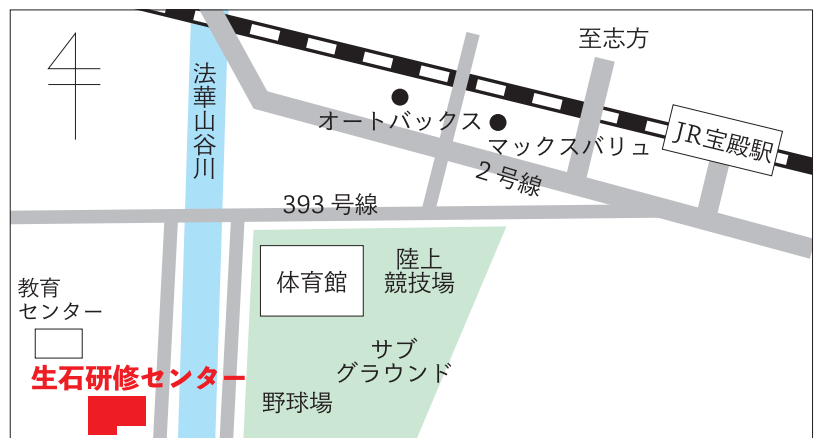 至志方
法華山谷川
オートバックス
マックスバリュ
JR宝殿駅
2号線
393号線
体育館
陸上
競技場
教育
センター
サブ
グラウンド
生石研修センター
野球場